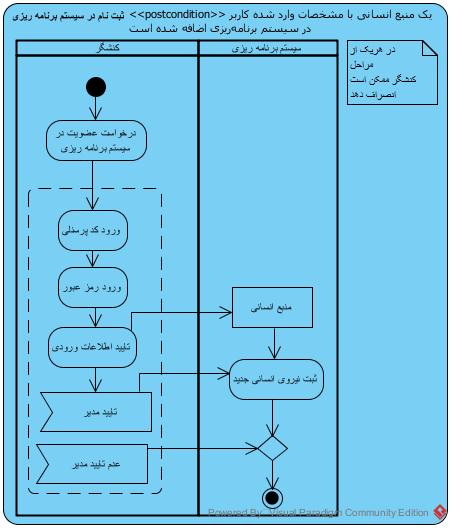 ثبت نام در سیستم برنامه ریزی <<postcondition>> یک منبع انسانی با مشخصات وارد شده کاربر
در سیستم برنامه‌ریزی اضافه شده است
کنشگر
سیستم برنامه ریزی
در هریک از
مراحل
کنشگر ممکن است
انصراف دهد
درخواست عضویت در
سیستم برنامه ریزی
ورود کد پرسنلی
ورود رمز عبور
تایید اطلاعات ورودی
منبع انسانی
ثبت نیروی انسانی جدید
تایید مدیر
عدم تایید مدیر
Powered By Visual Paradigm Community Edition